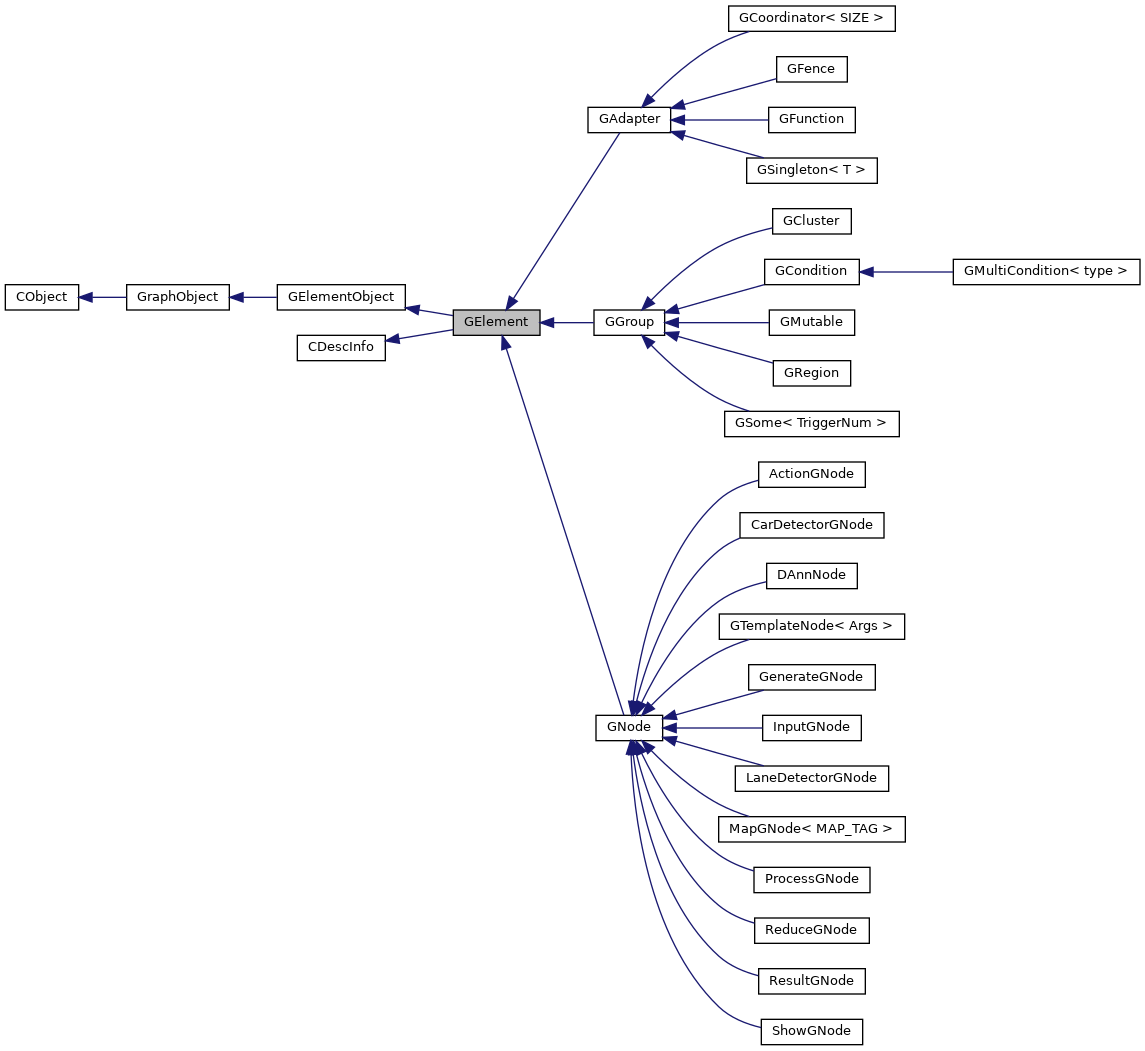 GCoordinator< SIZE >
GFence
GAdapter
GFunction
GSingleton< T >
GCluster
GCondition
GMultiCondition< type >
CObject
GraphObject
GElementObject
GElement
GGroup
GMutable
CDescInfo
GRegion
GSome< TriggerNum >
ActionGNode
CarDetectorGNode
DAnnNode
GTemplateNode< Args >
GenerateGNode
GNode
InputGNode
LaneDetectorGNode
MapGNode< MAP_TAG >
ProcessGNode
ReduceGNode
ResultGNode
ShowGNode